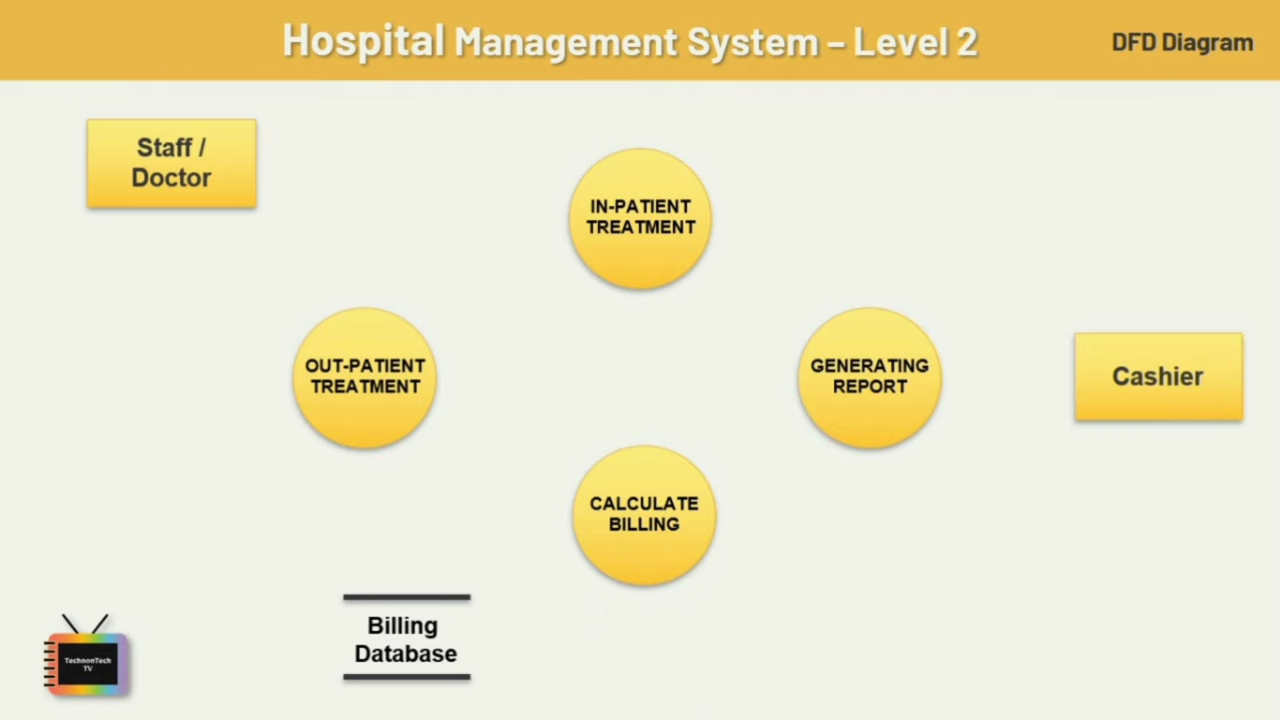 Hospital Management System – Level 2
DFD Diagram
Staff /
Doctor
IN-PATIENT
TREATMENT
OUT-PATIENT
TREATMENT
GENERATING
REPORT
Cashier
CALCULATE
BILLING
Billing
Database
TechnonTech
TV